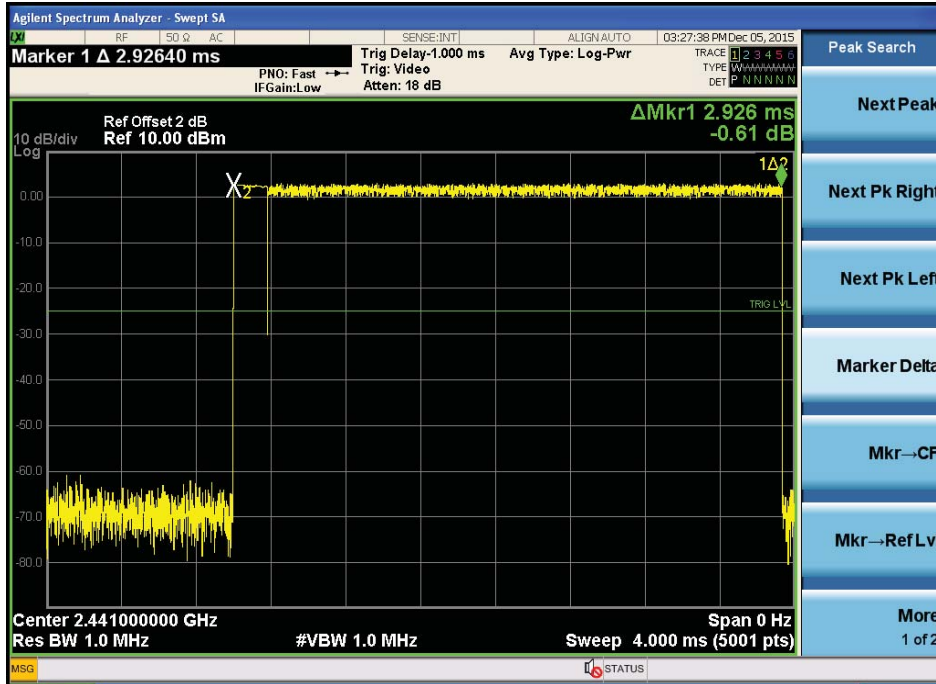 Agilent Spectrum Analyzer - Swept SA
LXI RF 50 Ω AC SENSE:INT ALIGN AUTO 03:27:38 PM Dec 05, 2015
Marker 1 Δ 2.92640 ms
PNO: Fast
IFGain:Low
Trig Delay-1.000 ms
Trig: Video
Atten: 18 dB
Avg Type: Log-Pwr
TRACE 1 2 3 4 5 6
TYPE W
DET P N N N N N
ΔMkr1 2.926 ms
-0.61 dB
Ref Offset 2 dB
10 dB/div Ref 10.00 dBm
Log
1Δ2
X2
0.00
-10.0
-20.0
TRIG LVL
-30.0
-40.0
-50.0
-60.0
-70.0
-80.0
Center 2.441000000 GHz Span 0 Hz
Res BW 1.0 MHz #VBW 1.0 MHz Sweep 4.000 ms (5001 pts)
MSG STATUS
Peak Search
Next Peak
Next Pk Right
Next Pk Left
Marker Delta
Mkr→CF
Mkr→Ref Lv
More
1 of 2